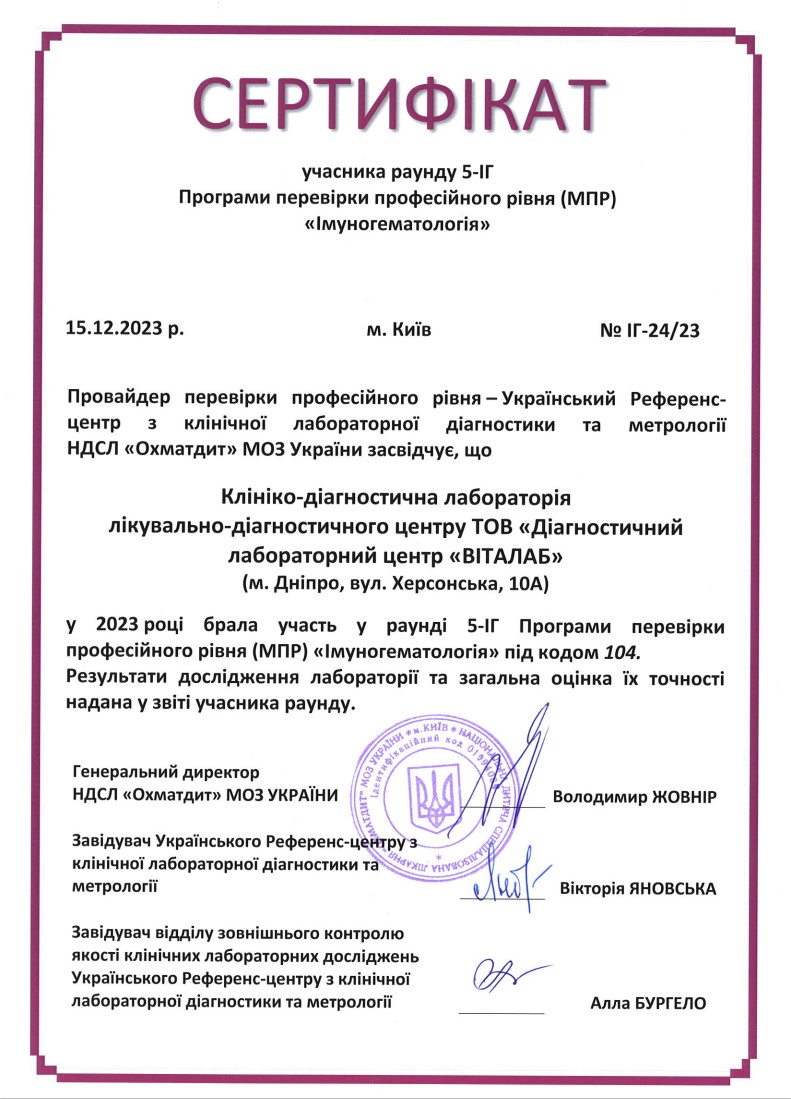 СЕРТИФІКАТ
учасника раунду 5-ІГ
Програми перевірки професійного рівня (МПР)
«Імуногематологія»
15.12.2023 р. м. Київ № ІГ-24/23
Провайдер перевірки професійного рівня – Український Референс-
центр з клінічної лабораторної діагностики та метрології
НДСЛ «Охматдит» МОЗ України засвідчує, що
Клініко-діагностична лабораторія
лікувально-діагностичного центру ТОВ «Діагностичний
лабораторний центр «ВІТАЛАБ»
(м. Дніпро, вул. Херсонська, 10А)
у 2023 році брала участь у раунді 5-ІГ Програми перевірки
професійного рівня (МПР) «Імуногематологія» під кодом 104.
Результати дослідження лабораторії та загальна оцінка їх точності
надана у звіті учасника раунду.
Генеральний директор
НДСЛ «Охматдит» МОЗ УКРАЇНИ Володимир ЖОВНІР
МОЗ УКРАЇНИ * м.КИЇВ * НАЦІОНАЛЬНА ДИТЯЧА СПЕЦІАЛІЗОВАНА ЛІКАРНЯ "ОХМАТДИТ"
Ідентифікаційний код
Завідувач Українського Референс-центру з
клінічної лабораторної діагностики та
метрології Вікторія ЯНОВСЬКА
Завідувач відділу зовнішнього контролю
якості клінічних лабораторних досліджень
Українського Референс-центру з клінічної
лабораторної діагностики та метрології Алла БУРГЕЛО